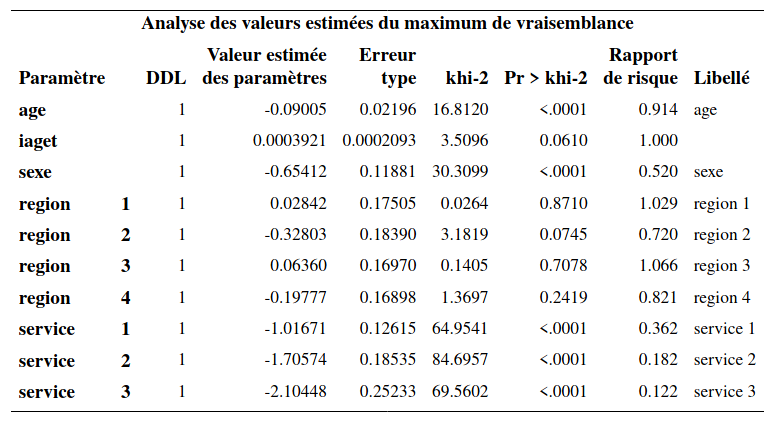 Analyse des valeurs estimées du maximum de vraisemblance
Paramètre DDL Valeur estimée des paramètres Erreur type khi-2 Pr > khi-2 Rapport de risque Libellé
age 1 -0.09005 0.02196 16.8120 <.0001 0.914 age
iaget 1 0.0003921 0.0002093 3.5096 0.0610 1.000
sexe 1 -0.65412 0.11881 30.3099 <.0001 0.520 sexe
region 1 1 0.02842 0.17505 0.0264 0.8710 1.029 region 1
region 2 1 -0.32803 0.18390 3.1819 0.0745 0.720 region 2
region 3 1 0.06360 0.16970 0.1405 0.7078 1.066 region 3
region 4 1 -0.19777 0.16898 1.3697 0.2419 0.821 region 4
service 1 1 -1.01671 0.12615 64.9541 <.0001 0.362 service 1
service 2 1 -1.70574 0.18535 84.6957 <.0001 0.182 service 2
service 3 1 -2.10448 0.25233 69.5602 <.0001 0.122 service 3